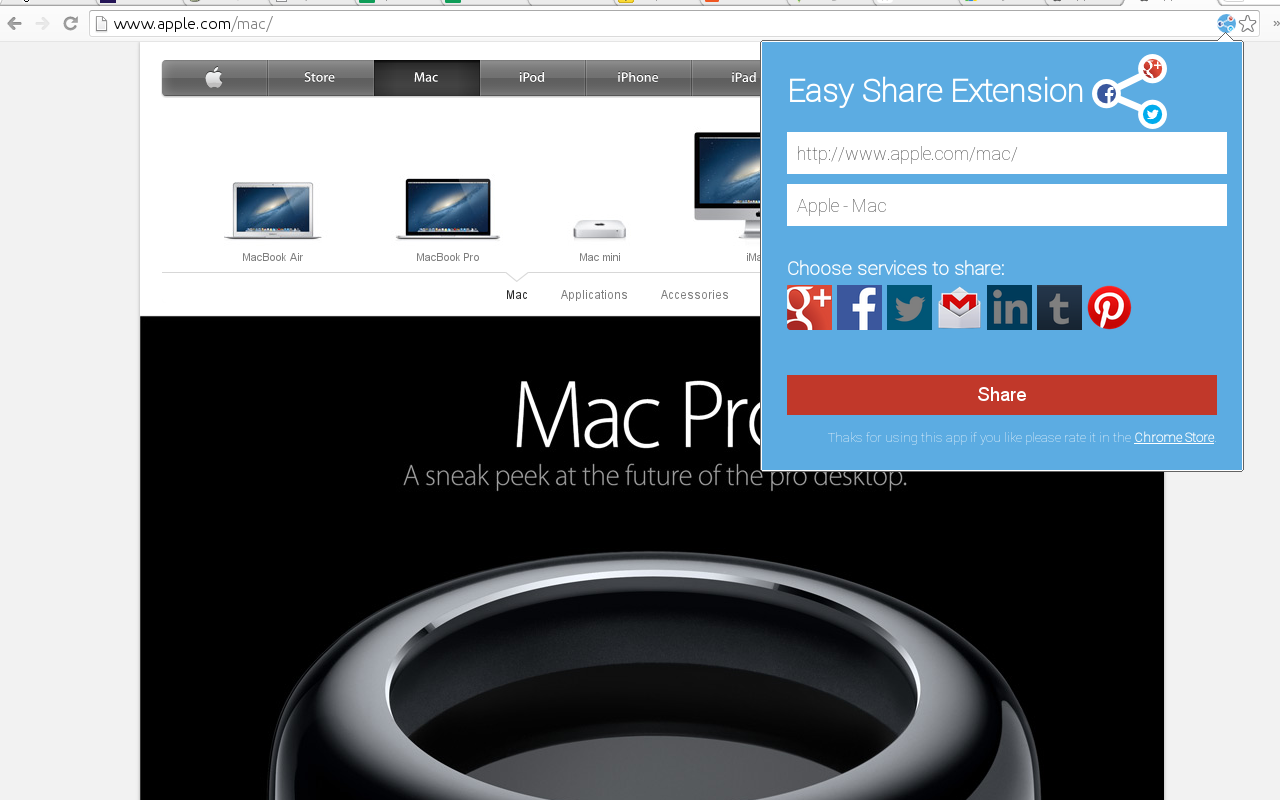 www.apple.com/mac/
Store
Mac
iPod
iPhone
iPad
MacBook Air
MacBook Pro
Mac mini
Mac
Applications
Accessories
Mac Pro
A sneak peek at the future of the pro desktop.
Easy Share Extension
http://www.apple.com/mac/
Apple - Mac
Choose services to share:
Share
Thaks for using this app if you like please rate it in the Chrome Store.